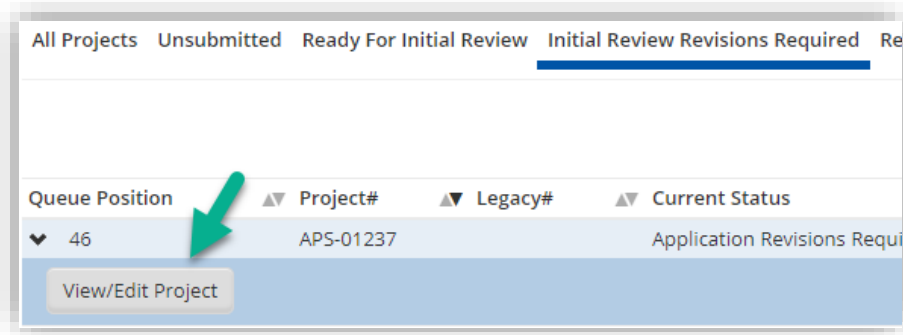 All Projects Unsubmitted Ready For Initial Review Initial Review Revisions Required Re
Queue Position Project# Legacy# Current Status
46 APS-01237 Application Revisions Requi
View/Edit Project